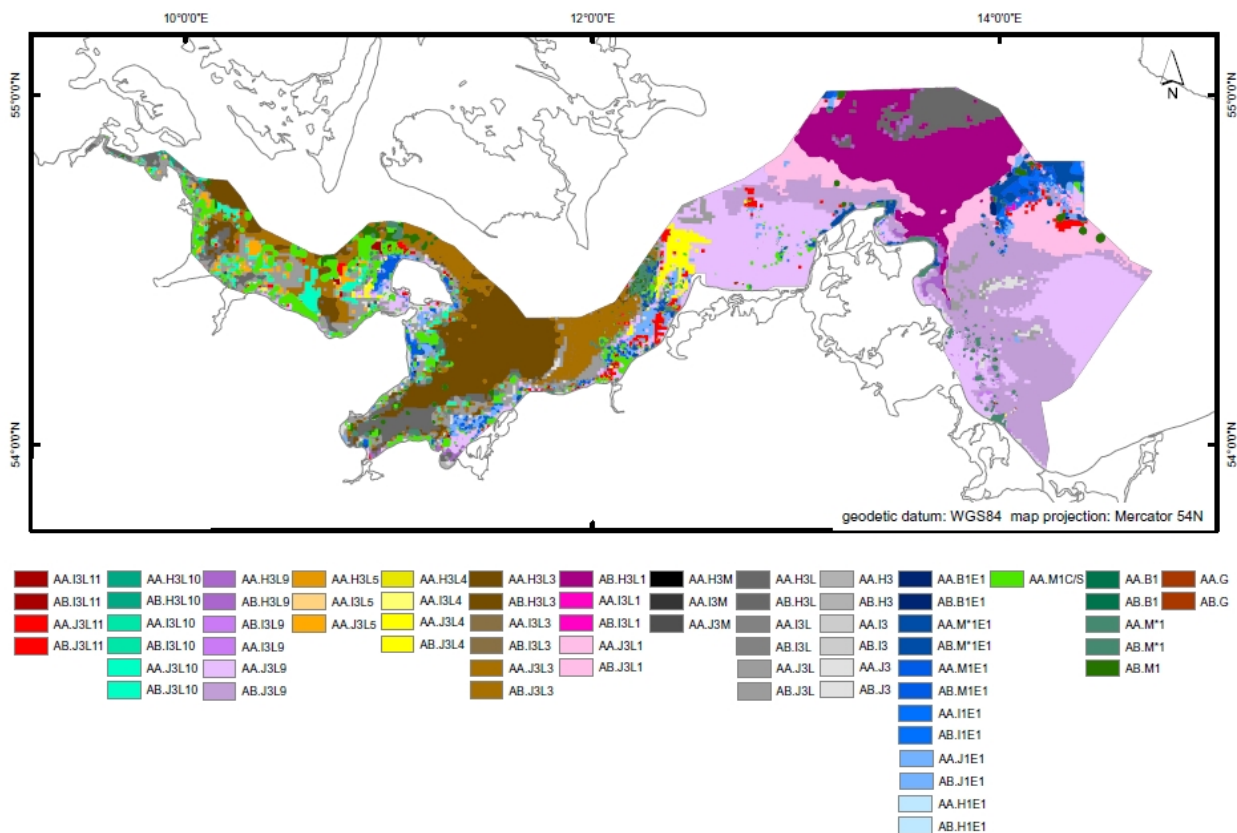 10°0'0"E 12°0'0"E 14°0'0"E
55°0'0"N 55°0'0"N
N
54°0'0"N 54°0'0"N
geodetic datum: WGS84 map projection: Mercator 54N
AA.I3L11 AA.H3L10 AA.H3L9 AA.H3L5 AA.H3L4 AA.H3L3 AB.H3L1 AA.H3M AA.H3L AA.H3 AA.B1E1 AA.M1C/S AA.B1 AA.G
AB.I3L11 AB.H3L10 AB.H3L9 AA.I3L5 AA.I3L4 AB.H3L3 AA.I3L1 AA.I3M AB.H3L AB.H3 AB.B1E1 AB.B1 AB.G
AA.J3L11 AA.I3L10 AB.I3L9 AA.J3L5 AA.J3L4 AA.I3L3 AB.I3L1 AA.J3M AA.I3L AA.I3 AA.M*1E1 AA.M*1
AB.J3L11 AB.I3L10 AA.I3L9 AB.J3L4 AB.I3L3 AA.J3L1 AB.I3L AB.I3 AB.M*1E1 AB.M*1
AA.J3L10 AA.J3L9 AA.J3L3 AB.J3L1 AA.J3L AA.J3 AA.M1E1 AB.M1
AB.J3L10 AB.J3L9 AB.J3L3 AB.J3L AB.J3 AB.M1E1
AA.I1E1
AB.I1E1
AA.J1E1
AB.J1E1
AA.H1E1
AB.H1E1